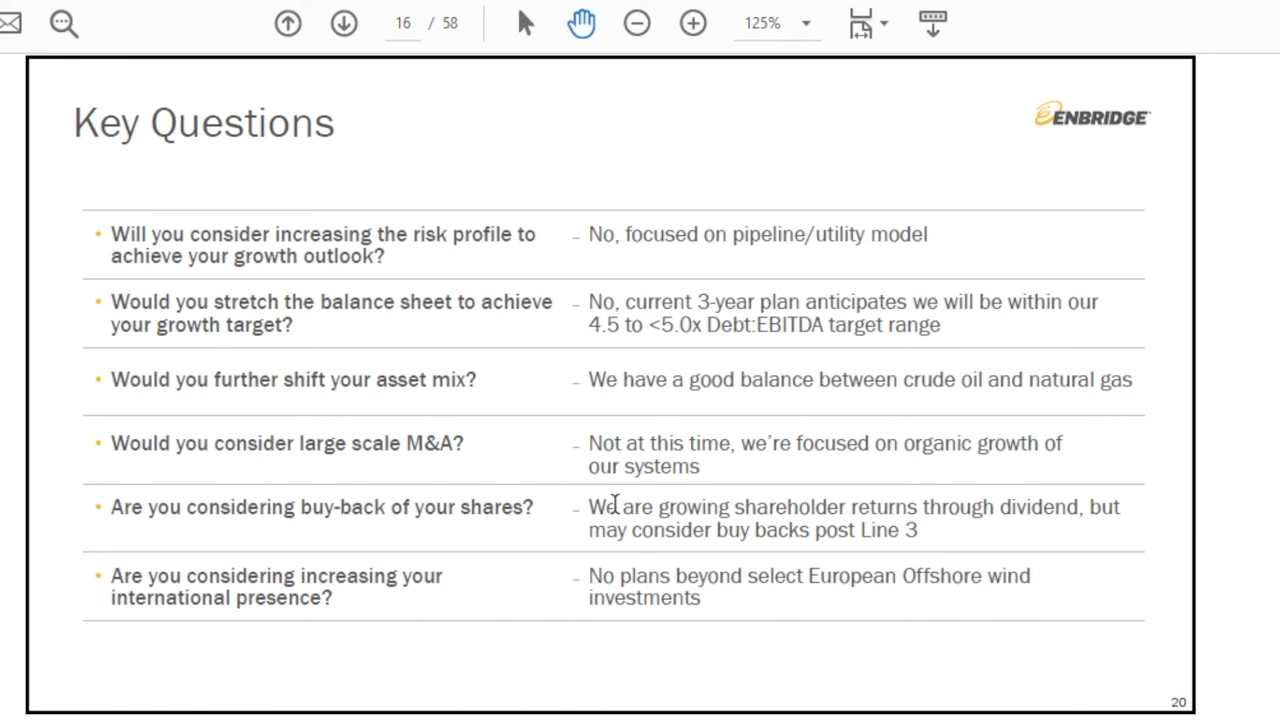 16 / 58
125%
Key Questions
ENBRIDGE
• Will you consider increasing the risk profile to
achieve your growth outlook?
– No, focused on pipeline/utility model
• Would you stretch the balance sheet to achieve
your growth target?
– No, current 3-year plan anticipates we will be within our
4.5 to <5.0x Debt:EBITDA target range
• Would you further shift your asset mix?
– We have a good balance between crude oil and natural gas
• Would you consider large scale M&A?
– Not at this time, we're focused on organic growth of
our systems
• Are you considering buy-back of your shares?
– We are growing shareholder returns through dividend, but
may consider buy backs post Line 3
• Are you considering increasing your
international presence?
– No plans beyond select European Offshore wind
investments
20